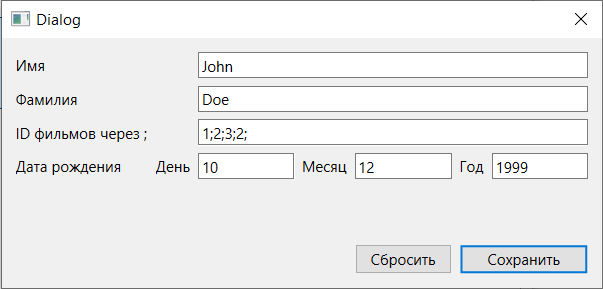 Dialog
Имя John
Фамилия Doe
ID фильмов через ; 1;2;3;2;
Дата рождения День 10 Месяц 12 Год 1999
Сбросить Сохранить